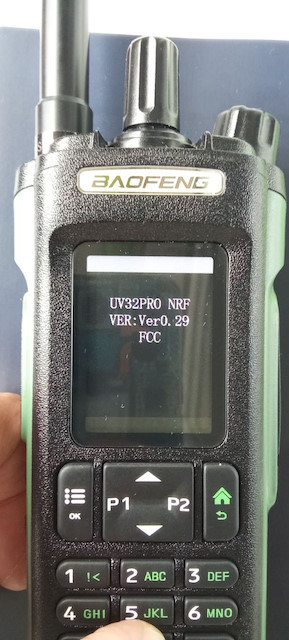 BAOFENG
UV32PRO NRF
VER:Ver0.29
FCC
OK
P1 P2
1 !< 2 ABC 3 DEF
4 GHI 5 JKL 6 MNO